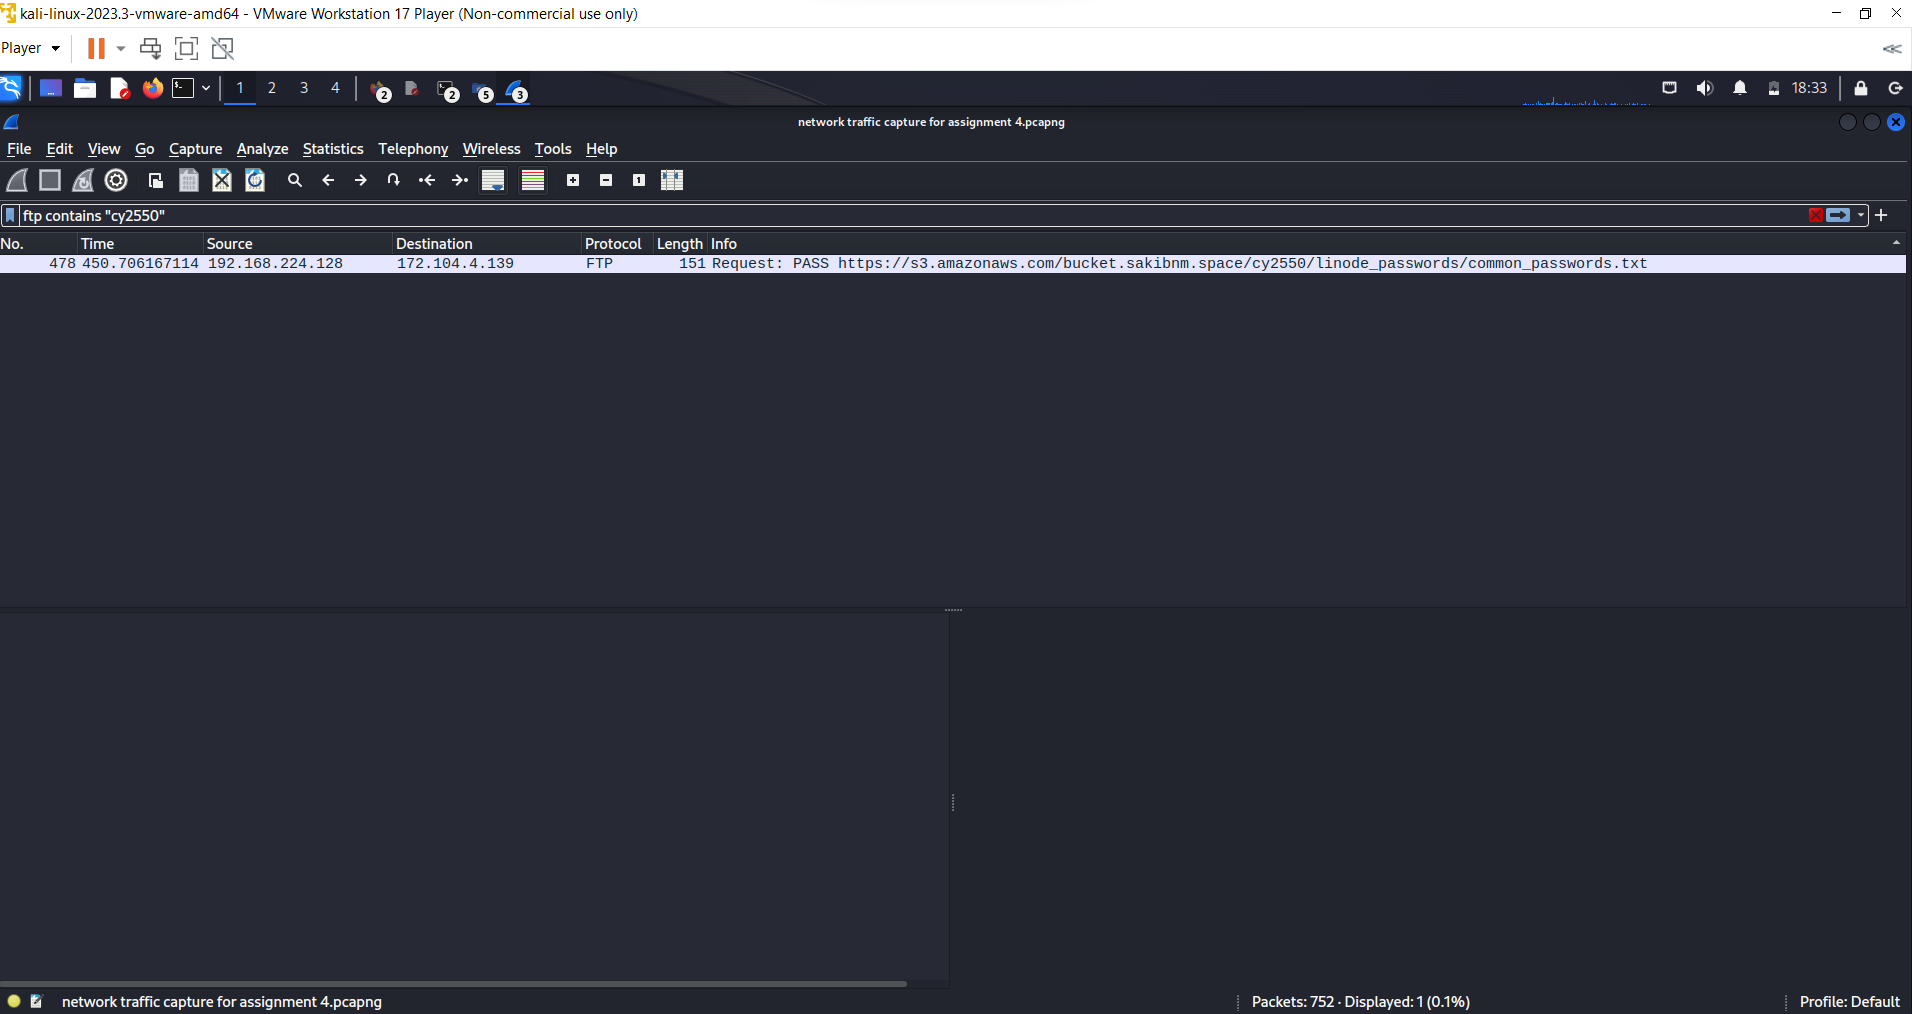 kali-linux-2023.3-vmware-amd64 - VMware Workstation 17 Player (Non-commercial use only)
Player
1 2 3 4 2 2 5 3 18:33
network traffic capture for assignment 4.pcapng
File Edit View Go Capture Analyze Statistics Telephony Wireless Tools Help
ftp contains "cy2550"
No. Time Source Destination Protocol Length Info
478 450.706167114 192.168.224.128 172.104.4.139 FTP 151 Request: PASS https://s3.amazonaws.com/bucket.sakibnm.space/cy2550/linode_passwords/common_passwords.txt
network traffic capture for assignment 4.pcapng Packets: 752 · Displayed: 1 (0.1%) Profile: Default